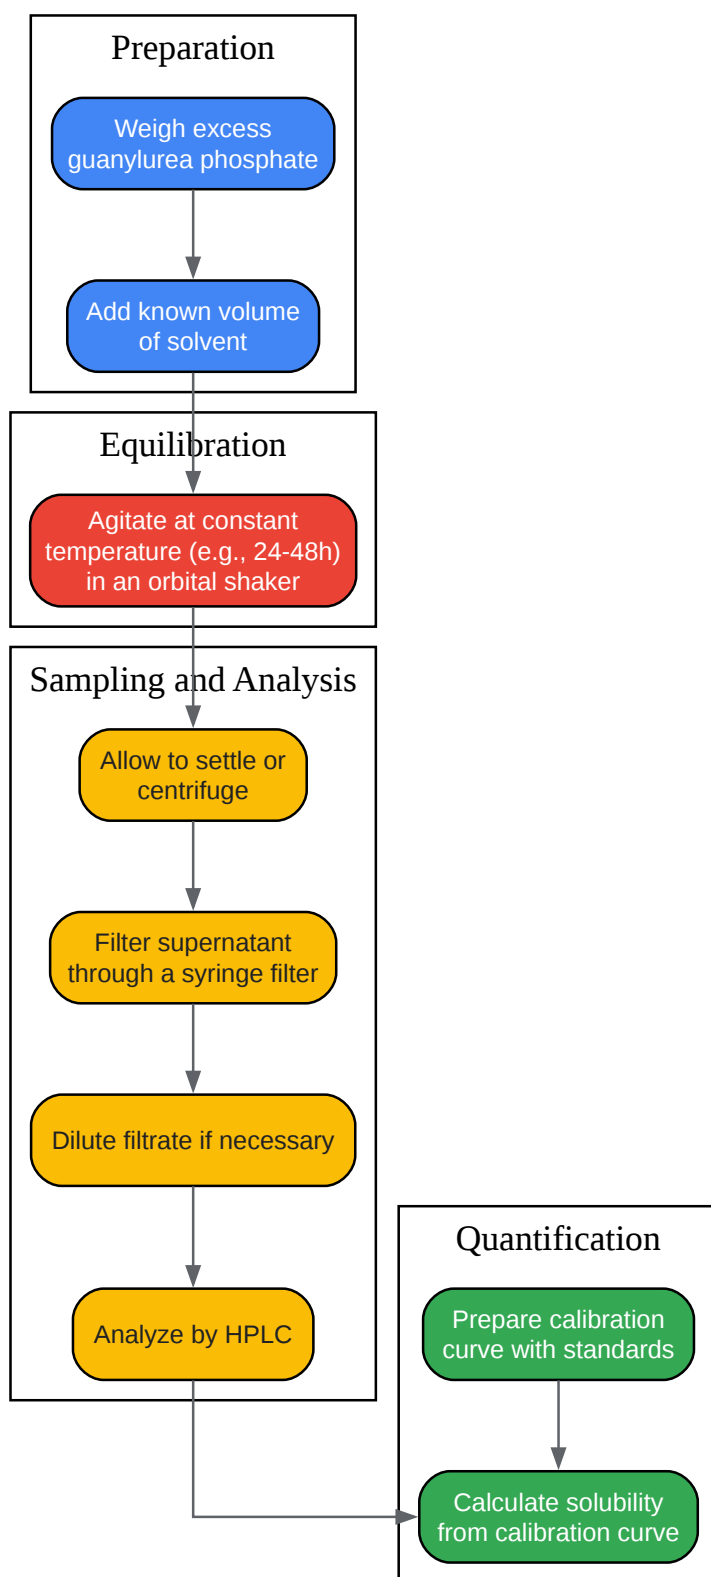 Preparation
Weigh excess
guanylurea phosphate
Add known volume
of solvent
Equilibration
Agitate at constant
temperature (e.g., 24-48h)
in an orbital shaker
Sampling and Analysis
Allow to settle or
centrifuge
Filter supernatant
through a syringe filter
Dilute filtrate if necessary
Analyze by HPLC
Quantification
Prepare calibration
curve with standards
Calculate solubility
from calibration curve